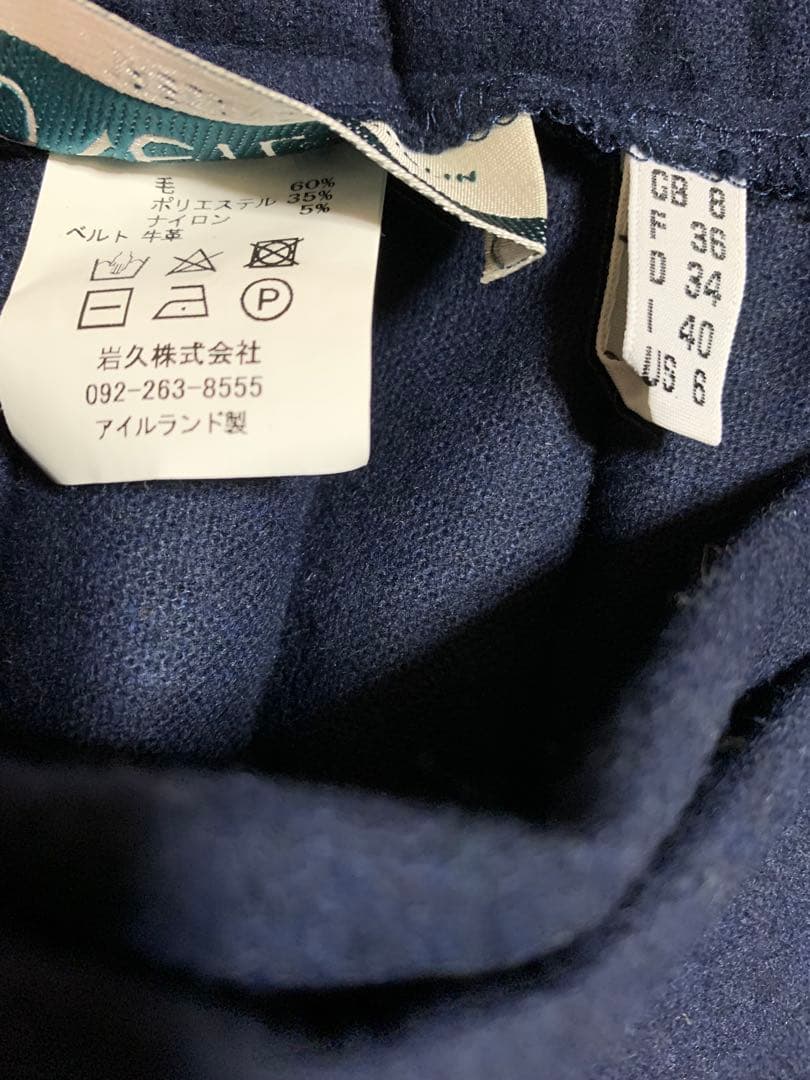 毛 60%
ポリエステル 35%
ナイロン 5%
ベルト 牛革
P
岩久株式会社
092-263-8555
アイルランド製
GB 8
F 36
D 34
I 40
US 6